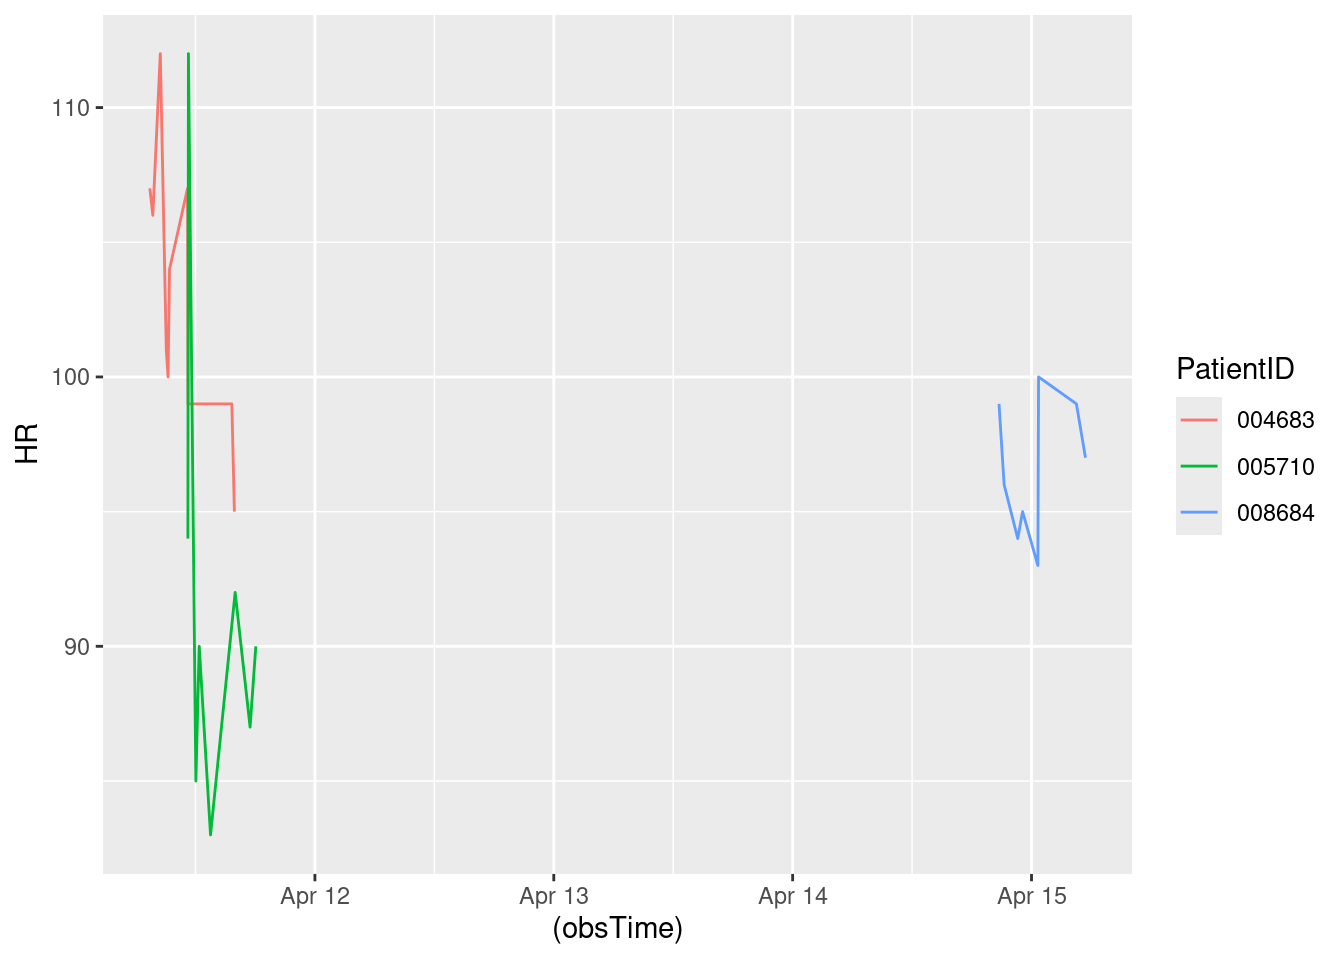 110
100
90
HR
Apr 12
Apr 13
Apr 14
Apr 15
(obsTime)
PatientID
004683
005710
008684